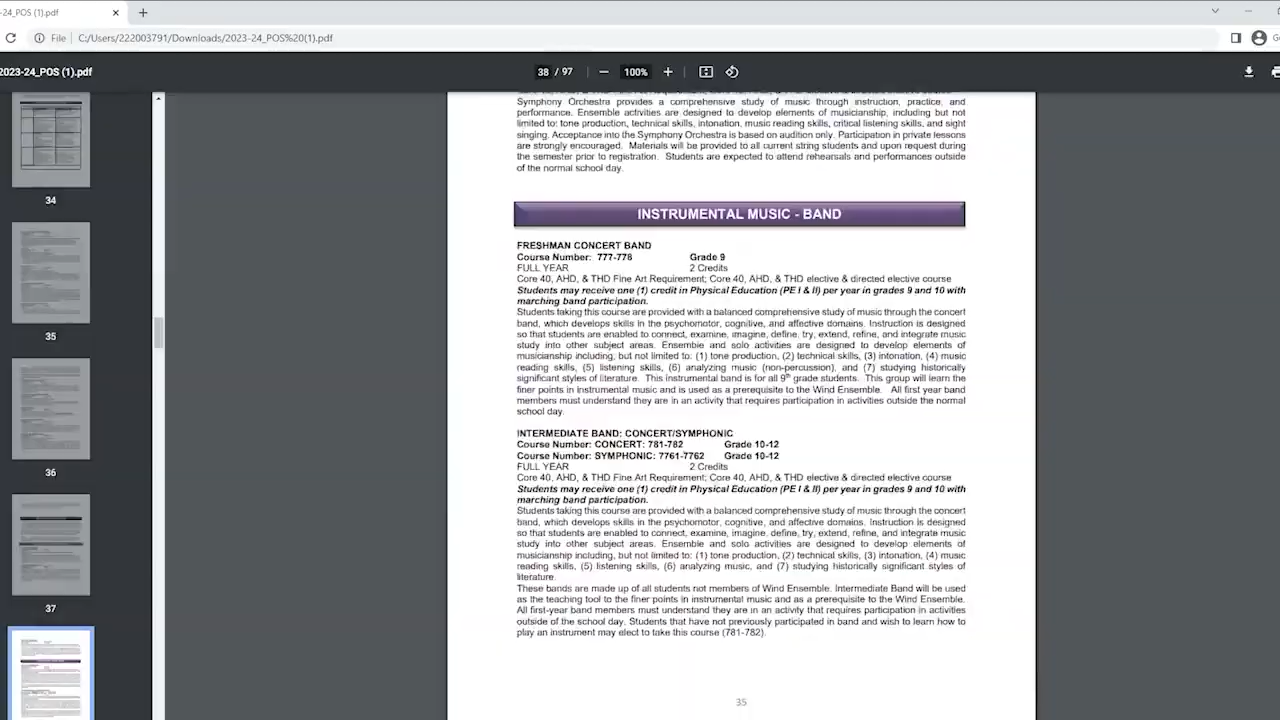 -24_POS (1).pdf
File
C:/Users/222003791/Downloads/2023-24_POS%20(1).pdf
2023-24_POS (1).pdf
38 / 97
100%
34
35
36
37
Symphony Orchestra provides a comprehensive study of music through instruction, practice, and
performance. Ensemble activities are designed to develop elements of musicianship, including but not
limited to: tone production, technical skills, intonation, music reading skills, critical listening skills, and sight
singing. Acceptance into the Symphony Orchestra is based on audition only. Participation in private lessons
are strongly encouraged. Materials will be provided to all current string students and upon request during
the semester prior to registration. Students are expected to attend rehearsals and performances outside
of the normal school day.
INSTRUMENTAL MUSIC - BAND
FRESHMAN CONCERT BAND
Course Number: 777-778 Grade 9
FULL YEAR 2 Credits
Core 40, AHD, & THD Fine Art Requirement; Core 40, AHD, & THD elective & directed elective course
Students may receive one (1) credit in Physical Education (PE I & II) per year in grades 9 and 10 with
marching band participation.
Students taking this course are provided with a balanced comprehensive study of music through the concert
band, which develops skills in the psychomotor, cognitive, and affective domains. Instruction is designed
so that students are enabled to connect, examine, imagine, define, try, extend, refine, and integrate music
study into other subject areas. Ensemble and solo activities are designed to develop elements of
musicianship including, but not limited to: (1) tone production, (2) technical skills, (3) intonation, (4) music
reading skills, (5) listening skills, (6) analyzing music (non-percussion), and (7) studying historically
significant styles of literature. This instrumental band is for all 9th grade students. This group will learn the
finer points in instrumental music and is used as a prerequisite to the Wind Ensemble. All first year band
members must understand they are in an activity that requires participation in activities outside the normal
school day.
INTERMEDIATE BAND: CONCERT/SYMPHONIC
Course Number: CONCERT: 781-782 Grade 10-12
Course Number: SYMPHONIC: 7761-7762 Grade 10-12
FULL YEAR 2 Credits
Core 40, AHD, & THD Fine Art Requirement; Core 40, AHD, & THD elective & directed elective course
Students may receive one (1) credit in Physical Education (PE I & II) per year in grades 9 and 10 with
marching band participation.
Students taking this course are provided with a balanced comprehensive study of music through the concert
band, which develops skills in the psychomotor, cognitive, and affective domains. Instruction is designed
so that students are enabled to connect, examine, imagine, define, try, extend, refine, and integrate music
study into other subject areas. Ensemble and solo activities are designed to develop elements of
musicianship including, but not limited to: (1) tone production, (2) technical skills, (3) intonation, (4) music
reading skills, (5) listening skills, (6) analyzing music, and (7) studying historically significant styles of
literature.
These bands are made up of all students not members of Wind Ensemble. Intermediate Band will be used
as the teaching tool to the finer points in instrumental music and as a prerequisite to the Wind Ensemble.
All first-year band members must understand they are in an activity that requires participation in activities
outside of the school day. Students that have not previously participated in band and wish to learn how to
play an instrument may elect to take this course (781-782).
35